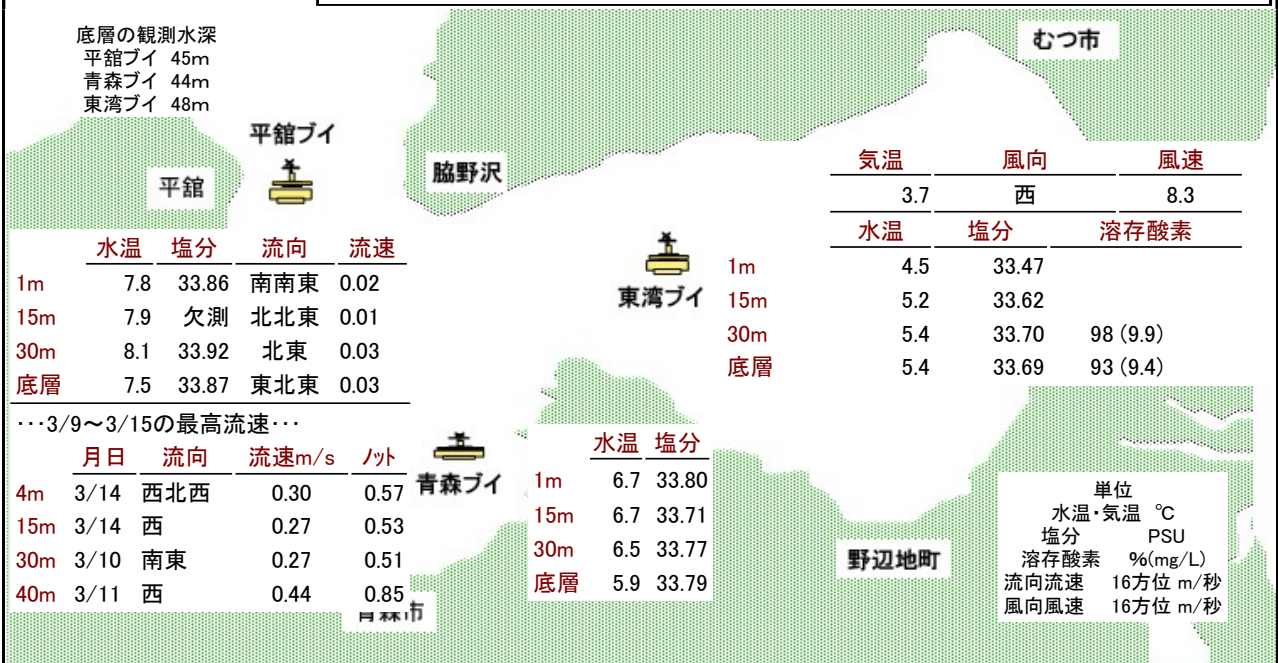 底層の観測水深
平舘ブイ 45m
青森ブイ 44m
東湾ブイ 48m
むつ市
平舘ブイ
脇野沢
平舘
気温 風向 風速
3.7 西 8.3
水温 塩分 溶存酸素
1m 4.5 33.47
15m 5.2 33.62
30m 5.4 33.70 98 (9.9)
底層 5.4 33.69 93 (9.4)
東湾ブイ
水温 塩分 流向 流速
1m 7.8 33.86 南南東 0.02
15m 7.9 欠測 北北東 0.01
30m 8.1 33.92 北東 0.03
底層 7.5 33.87 東北東 0.03
･･･3/9～3/15の最高流速･･･
月日 流向 流速m/s ﾉｯﾄ
4m 3/14 西北西 0.30 0.57
15m 3/14 西 0.27 0.53
30m 3/10 南東 0.27 0.51
40m 3/11 西 0.44 0.85
青森ブイ
水温 塩分
1m 6.7 33.80
15m 6.7 33.71
30m 6.5 33.77
底層 5.9 33.79
青森市
野辺地町
単位
水温・気温 ℃
塩分 PSU
溶存酸素 %(mg/L)
流向流速 16方位 m/秒
風向風速 16方位 m/秒